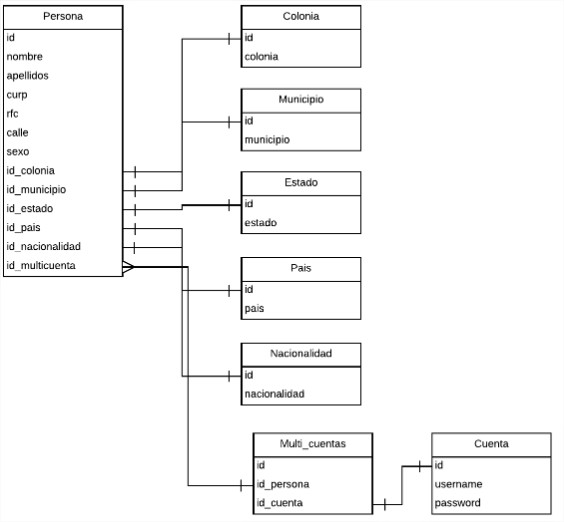 Persona
id
nombre
apellidos
curp
rfc
calle
sexo
id_colonia
id_municipio
id_estado
id_pais
id_nacionalidad
id_multicuenta
Colonia
id
colonia
Municipio
id
municipio
Estado
id
estado
Pais
id
pais
Nacionalidad
id
nacionalidad
Multi_cuentas
id
id_persona
id_cuenta
Cuenta
id
username
password